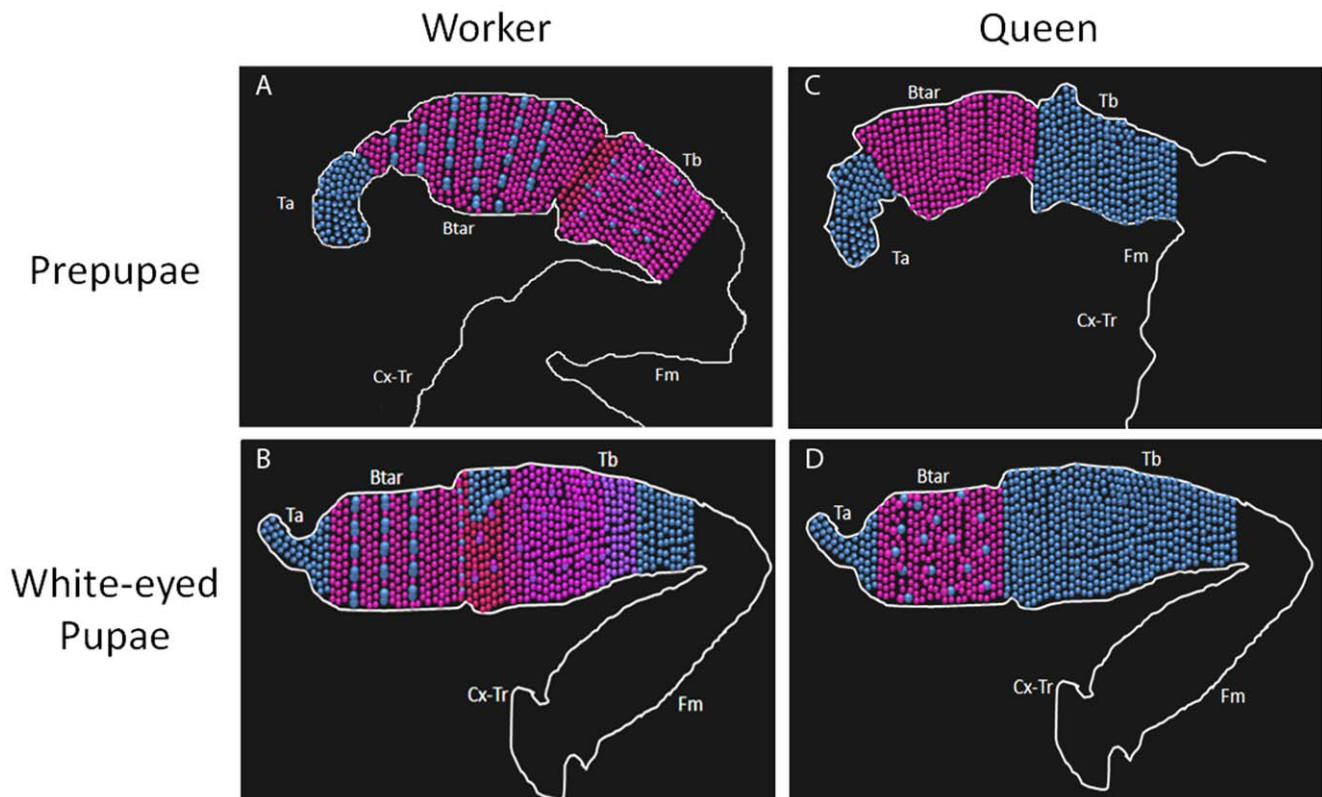 Worker
Queen
Prepupae
A
Ta
Btar
Tb
Cx-Tr
Fm
C
Btar
Tb
Ta
Fm
Cx-Tr
White-eyed
Pupae
B
Ta
Btar
Tb
Cx-Tr
Fm
D
Ta
Btar
Tb
Cx-Tr
Fm